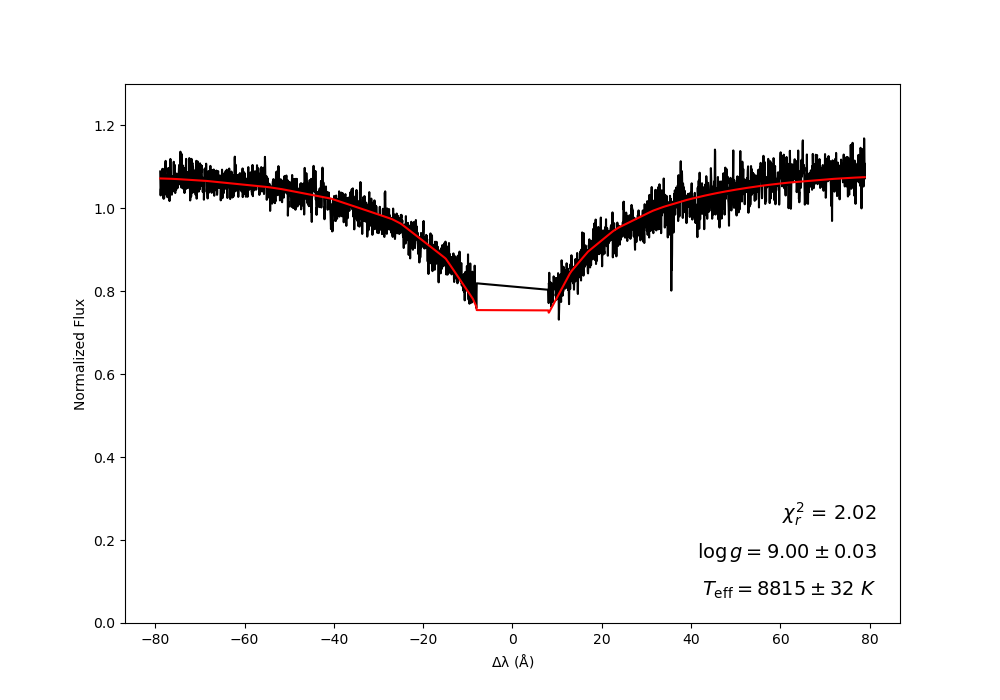 1.2
1.0
0.8
0.6
0.4
0.2
0.0
Normalized Flux
χ²ᵣ = 2.02
log g = 9.00 ± 0.03
T_eff = 8815 ± 32 K
−80 −60 −40 −20 0 20 40 60 80
Δλ (Å)